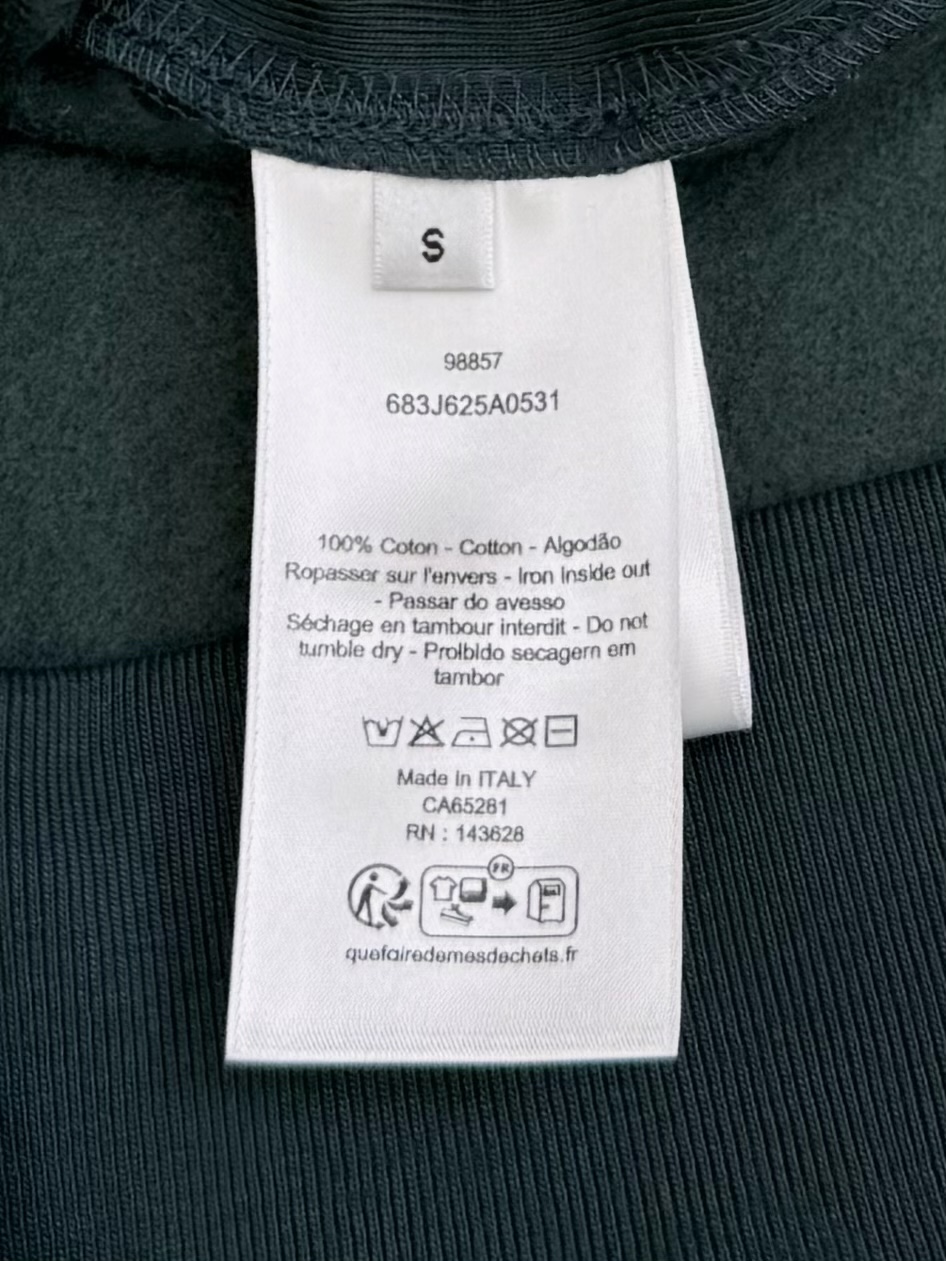 S
98857
683J625A0531
100% Coton - Cotton - Algodão
Ropasser sur l'envers - Iron Inside out
- Passar do avesso
Séchage en tambour interdit - Do not
tumble dry - Prolbldo secagern em
tambor
Made In ITALY
CA65281
RN : 143628
FR
quefairedemesdechets.fr